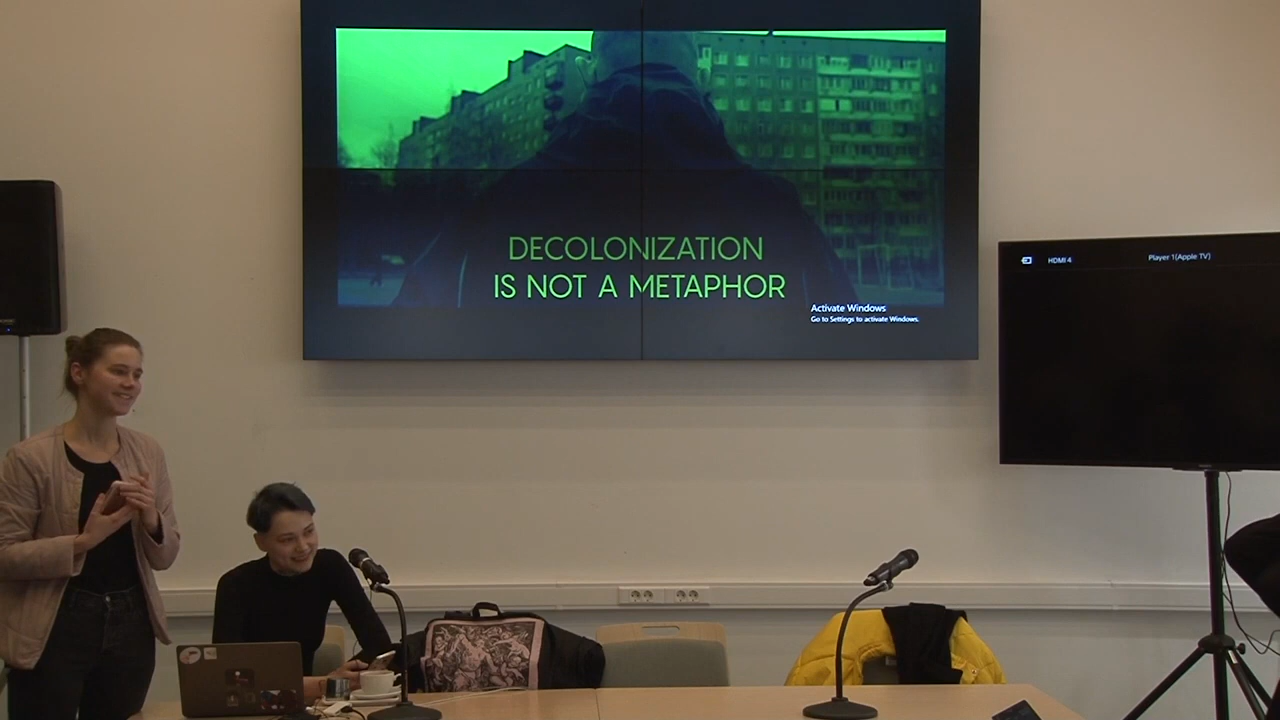 DECOLONIZATION
IS NOT A METAPHOR
Activate Windows
Go to Settings to activate Windows.
HDMI 4
Player 1(Apple TV)